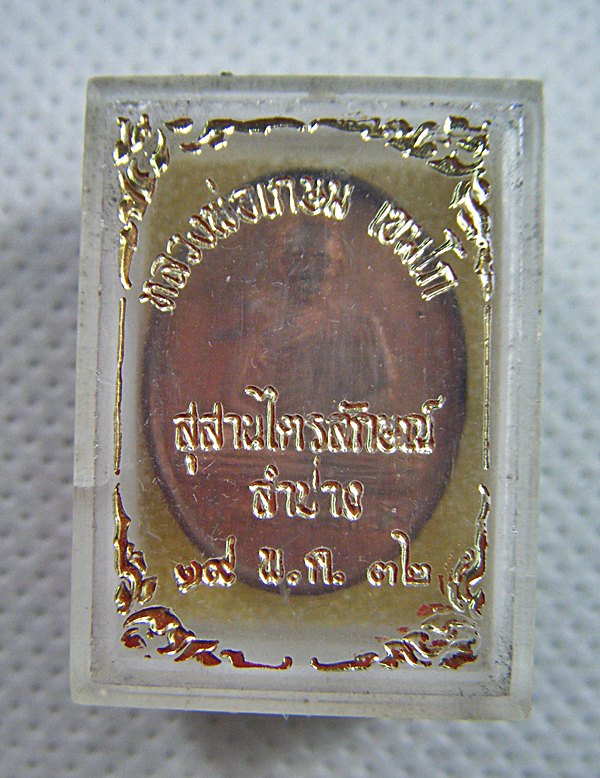 หลวงพ่อเกษม เขมโก
สุสานไตรลักษณ์
ลำปาง
๑๙ พ.ค. ๓๒